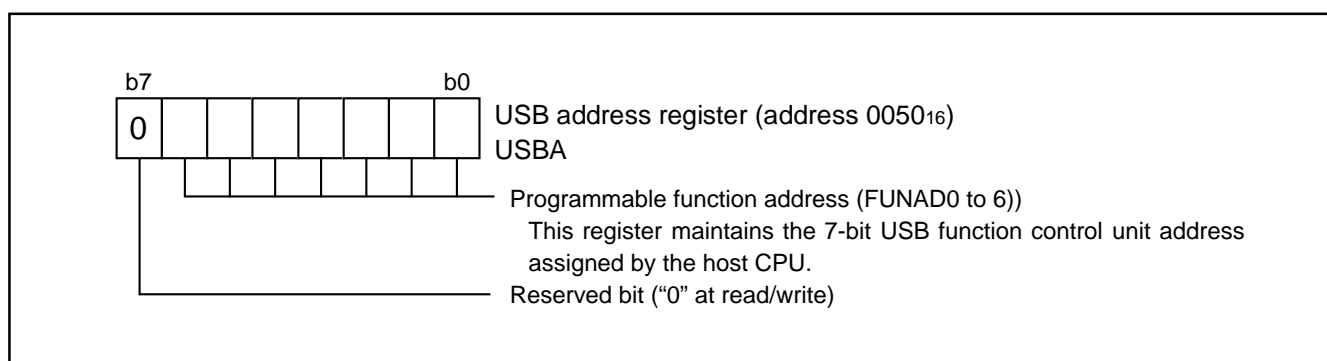 b7 b0
0
USB address register (address 0050₁₆)
USBA
Programmable function address (FUNAD0 to 6))
This register maintains the 7-bit USB function control unit address
assigned by the host CPU.
Reserved bit (“0” at read/write)